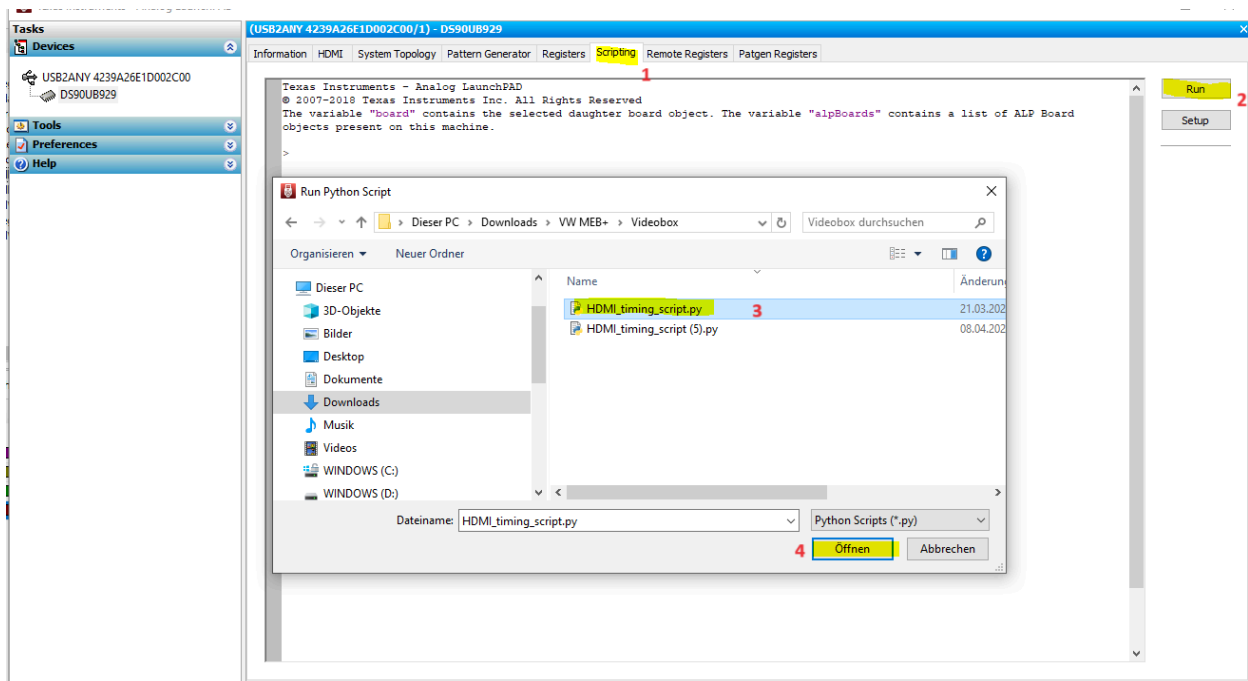 Tasks
(USB2ANY 4239A26E1D002C00/1) - DS90UB929
Devices
Information HDMI System Topology Pattern Generator Registers Scripting Remote Registers Patgen Registers
1
USB2ANY 4239A26E1D002C00
DS90UB929
Tools
Preferences
Help
Texas Instruments - Analog LaunchPAD
© 2007-2018 Texas Instruments Inc. All Rights Reserved
The variable "board" contains the selected daughter board object. The variable "alpBoards" contains a list of ALP Board
objects present on this machine.
>
Run
2
Setup
Run Python Script
> Dieser PC > Downloads > VW MEB+ > Videobox
Videobox durchsuchen
Organisieren
Neuer Ordner
Name
Dieser PC
3D-Objekte
Bilder
Desktop
Dokumente
Downloads
Musik
Videos
WINDOWS (C:)
WINDOWS (D:)
HDMI_timing_script.py
3
21.03.202
HDMI_timing_script (5).py
08.04.202
Dateiname: HDMI_timing_script.py
Python Scripts (*.py)
4
Öffnen
Abbrechen